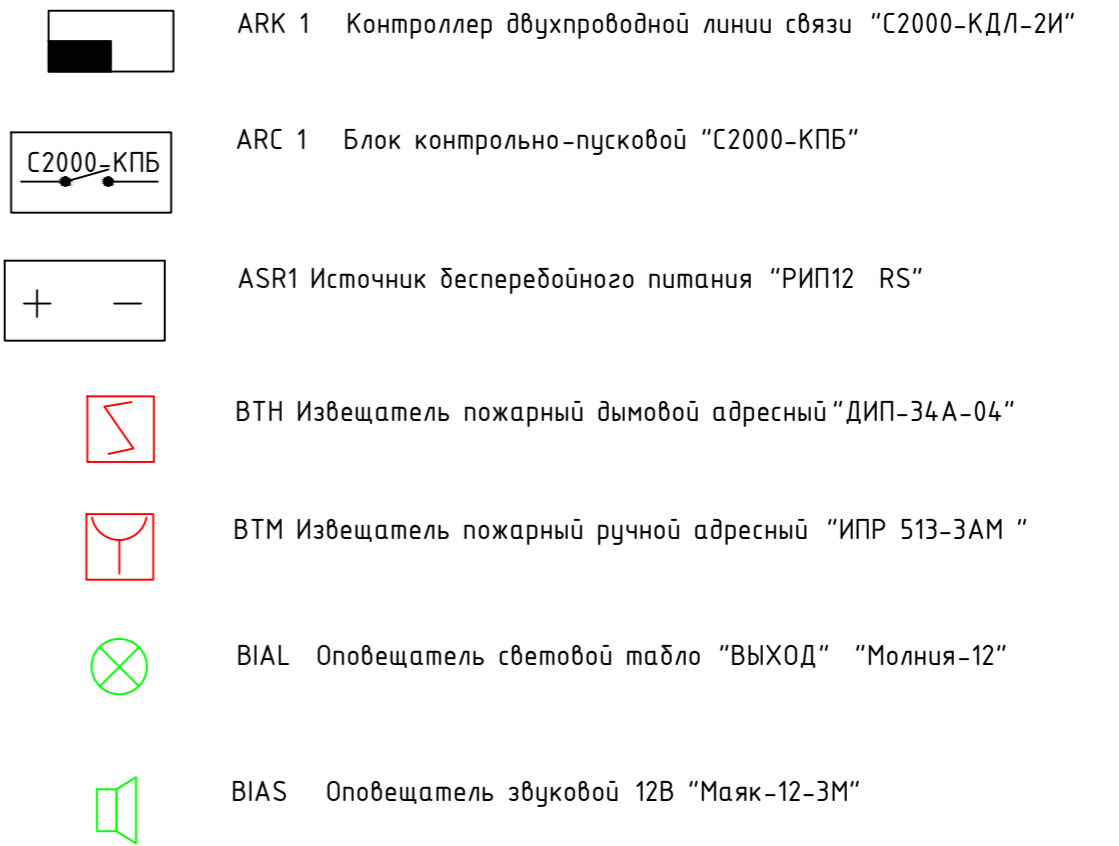 ARK 1 Контроллер двухпроводной линии связи "С2000-КДЛ-2И"
ARC 1 Блок контрольно-пусковой "С2000-КПБ"
С2000-КПБ
ASR1 Источник бесперебойного питания "РИП12 RS"
+ −
BTH Извещатель пожарный дымовой адресный "ДИП-34А-04"
BTM Извещатель пожарный ручной адресный "ИПР 513-3АМ "
BIAL Оповещатель световой табло "ВЫХОД" "Молния-12"
BIAS Оповещатель звуковой 12В "Маяк-12-3М"